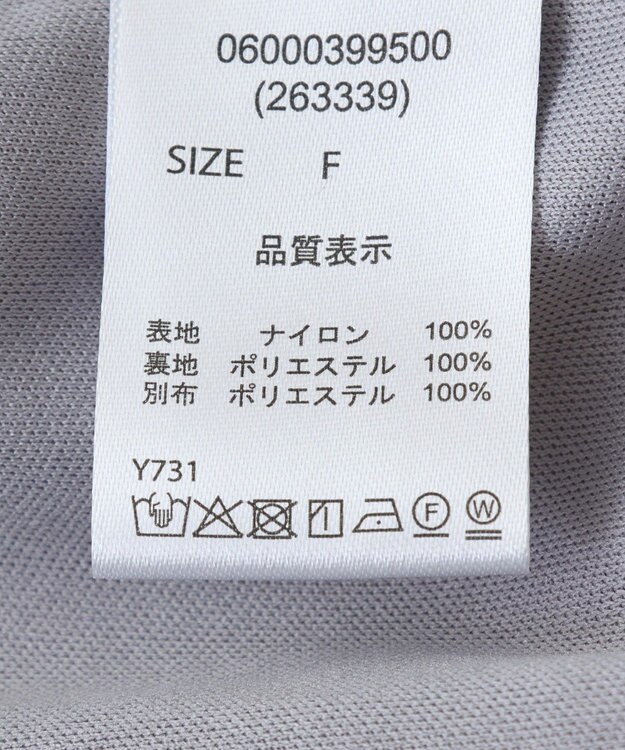 06000399500
(263339)
SIZE F
品質表示
表地 ナイロン 100%
裏地 ポリエステル 100%
別布 ポリエステル 100%
Y731
F W